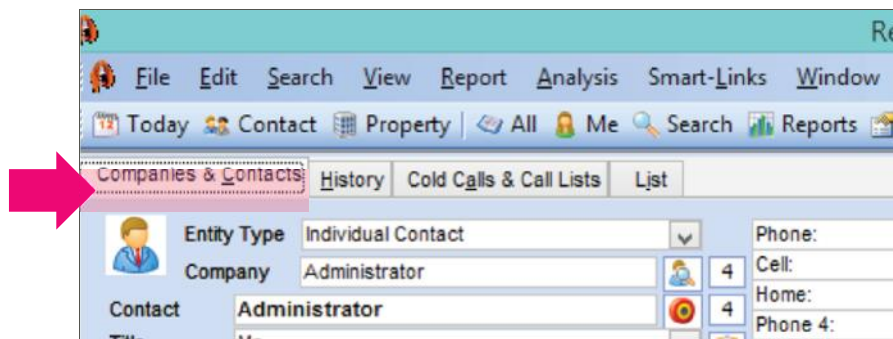 Re
File Edit Search View Report Analysis Smart-Links Window
12 Today Contact Property All Me Search Reports
Companies & Contacts History Cold Calls & Call Lists List
Entity Type Individual Contact Phone:
Company Administrator 4 Cell:
Contact Administrator 4 Home:
Phone 4: